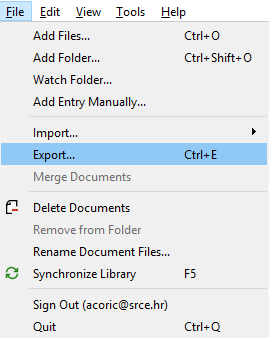 File Edit View Tools Help
Add Files... Ctrl+O
Add Folder... Ctrl+Shift+O
Watch Folder...
Add Entry Manually...
Import...
Export... Ctrl+E
Merge Documents
Delete Documents
Remove from Folder
Rename Document Files...
Synchronize Library F5
Sign Out (acoric@srce.hr)
Quit Ctrl+Q